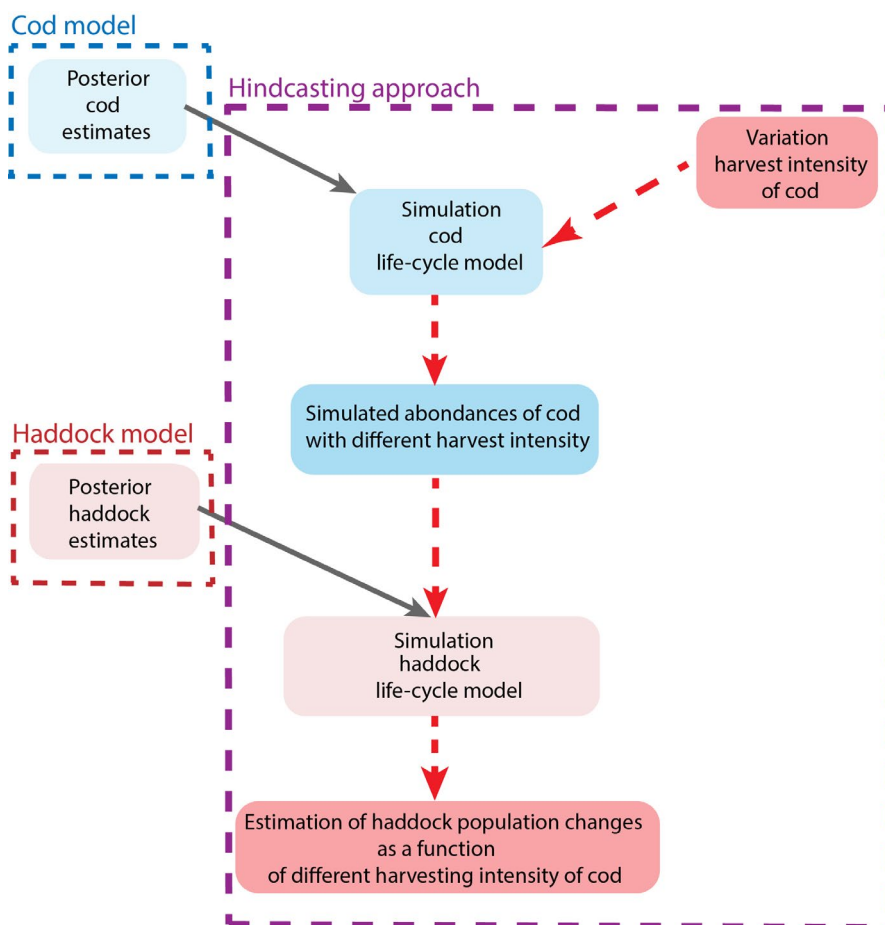 Cod model
Posterior
cod
estimates
Hindcasting approach
Variation
harvest intensity
of cod
Simulation
cod
life-cycle model
Simulated abondances of cod
with different harvest intensity
Haddock model
Posterior
haddock
estimates
Simulation
haddock
life-cycle model
Estimation of haddock population changes
as a function
of different harvesting intensity of cod